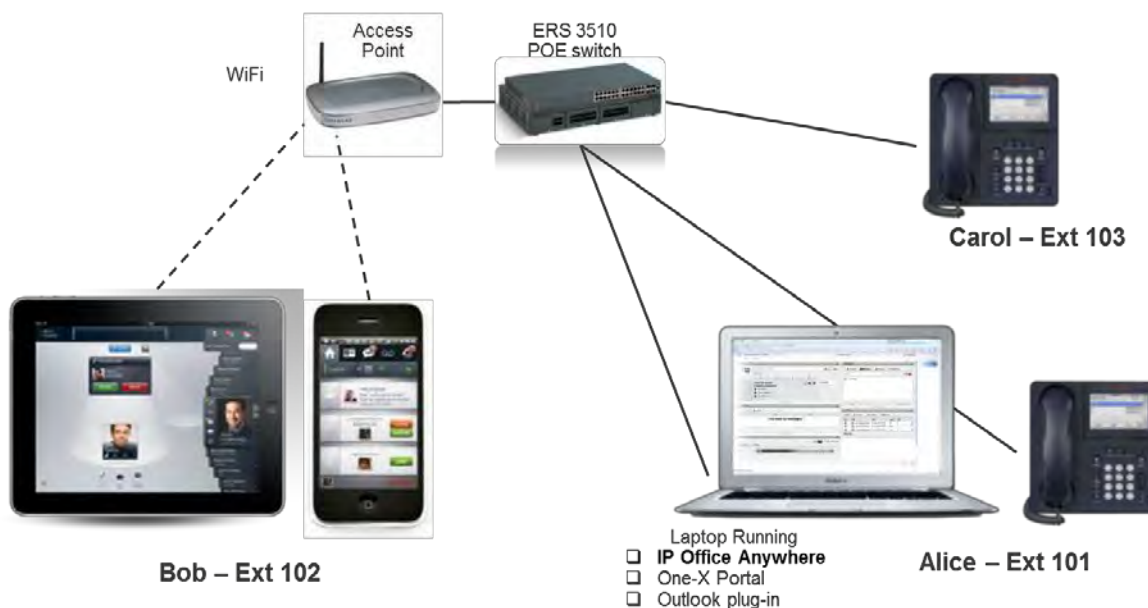 Access
Point
ERS 3510
POE switch
WiFi
Carol – Ext 103
Bob – Ext 102
Laptop Running
❑ IP Office Anywhere
❑ One-X Portal
❑ Outlook plug-in
Alice – Ext 101